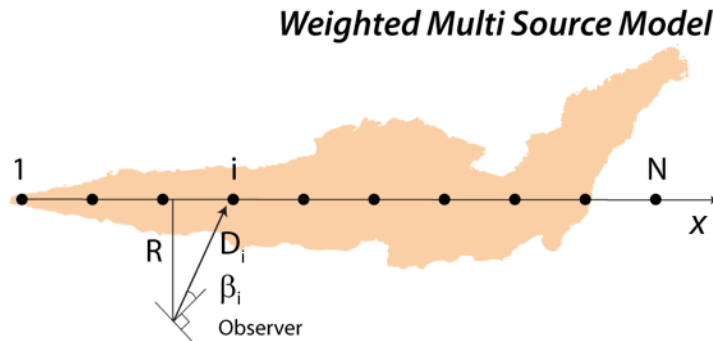 Weighted Multi Source Model
1 i N
x
R Dᵢ
βᵢ
Observer